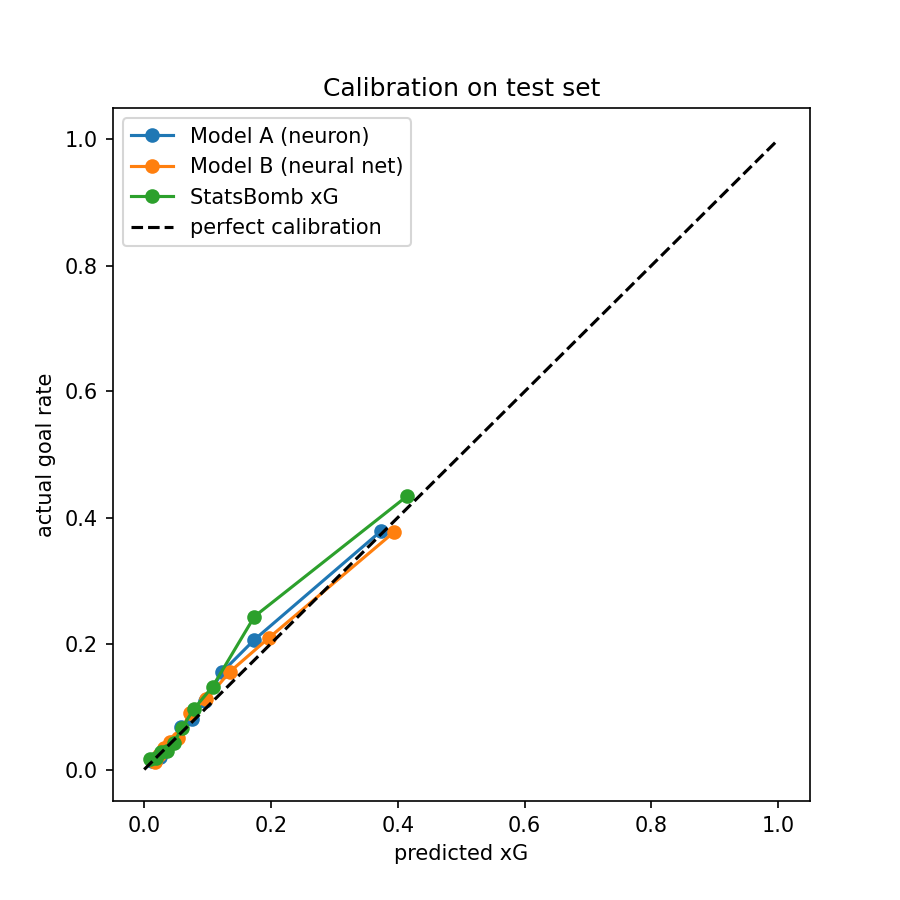 Calibration on test set
Model A (neuron)
Model B (neural net)
StatsBomb xG
perfect calibration
1.0
0.8
0.6
0.4
0.2
0.0
actual goal rate
0.0 0.2 0.4 0.6 0.8 1.0
predicted xG